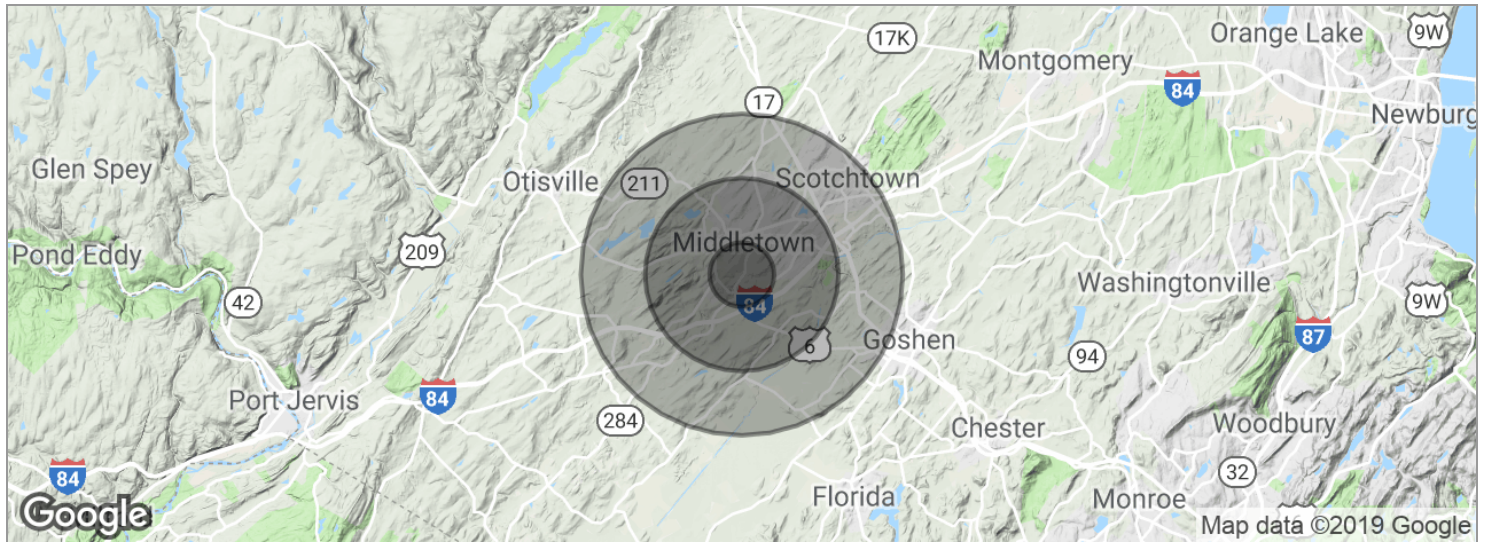 17K
Orange Lake
9W
Montgomery
84
17
Newburg
Glen Spey
Otisville
211
Scotchtown
Pond Eddy
209
Middletown
42
84
Washingtonville
9W
6
Goshen
87
94
Port Jervis
84
284
Chester
Woodbury
84
32
Florida
Monroe
Google
Map data ©2019 Google